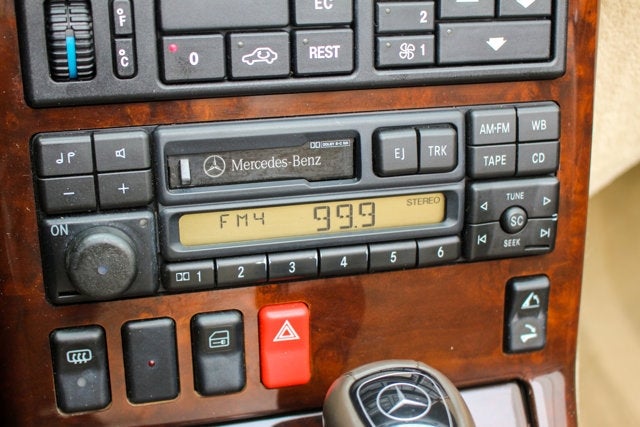 °F
°C
EC
0
REST
2
1
AM-FM
WB
TAPE
CD
DOLBY B-C NR
Mercedes-Benz
EJ
TRK
−
+
FM4
99.9
STEREO
TUNE
SC
SEEK
ON
1
2
3
4
5
6